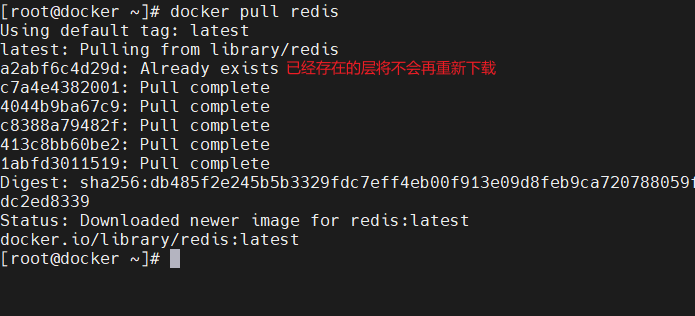 [root@docker ~]# docker pull redis
Using default tag: latest
latest: Pulling from library/redis
a2abf6c4d29d: Already exists 已经存在的层将不会再重新下载
c7a4e4382001: Pull complete
4044b9ba67c9: Pull complete
c8388a79482f: Pull complete
413c8bb60be2: Pull complete
1abfd3011519: Pull complete
Digest: sha256:db485f2e245b5b3329fdc7eff4eb00f913e09d8feb9ca720788059f
dc2ed8339
Status: Downloaded newer image for redis:latest
docker.io/library/redis:latest
[root@docker ~]#